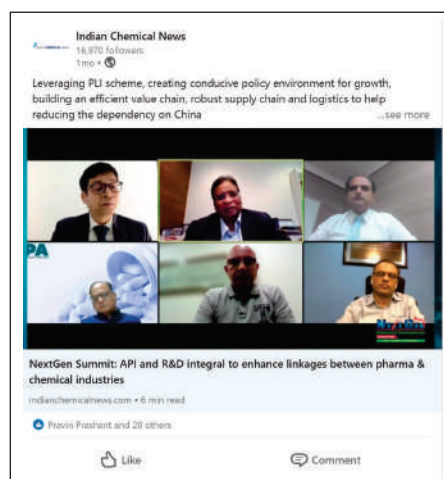 Indian Chemical News
16,970 followers
1mo •
Leveraging PLI scheme, creating conducive policy environment for growth,
building an efficient value chain, robust supply chain and logistics to help
reducing the dependency on China ...see more
PA
NEXTGEN
NextGen Summit: API and R&D integral to enhance linkages between pharma &
chemical industries
indianchemicalnews.com • 6 min read
Pravin Prashant and 20 others
Like Comment